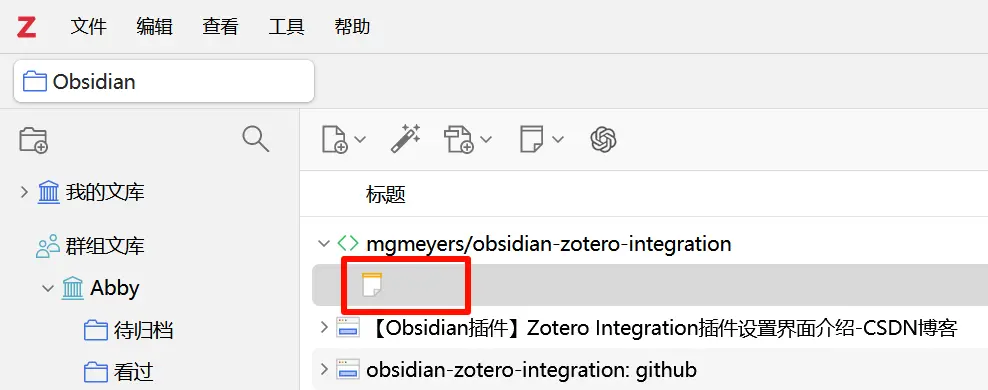 Z 文件 编辑 查看 工具 帮助
Obsidian
标题
我的文库
群组文库
Abby
待归档
看过
mgmeyers/obsidian-zotero-integration
【Obsidian插件】Zotero Integration插件设置界面介绍-CSDN博客
obsidian-zotero-integration: github